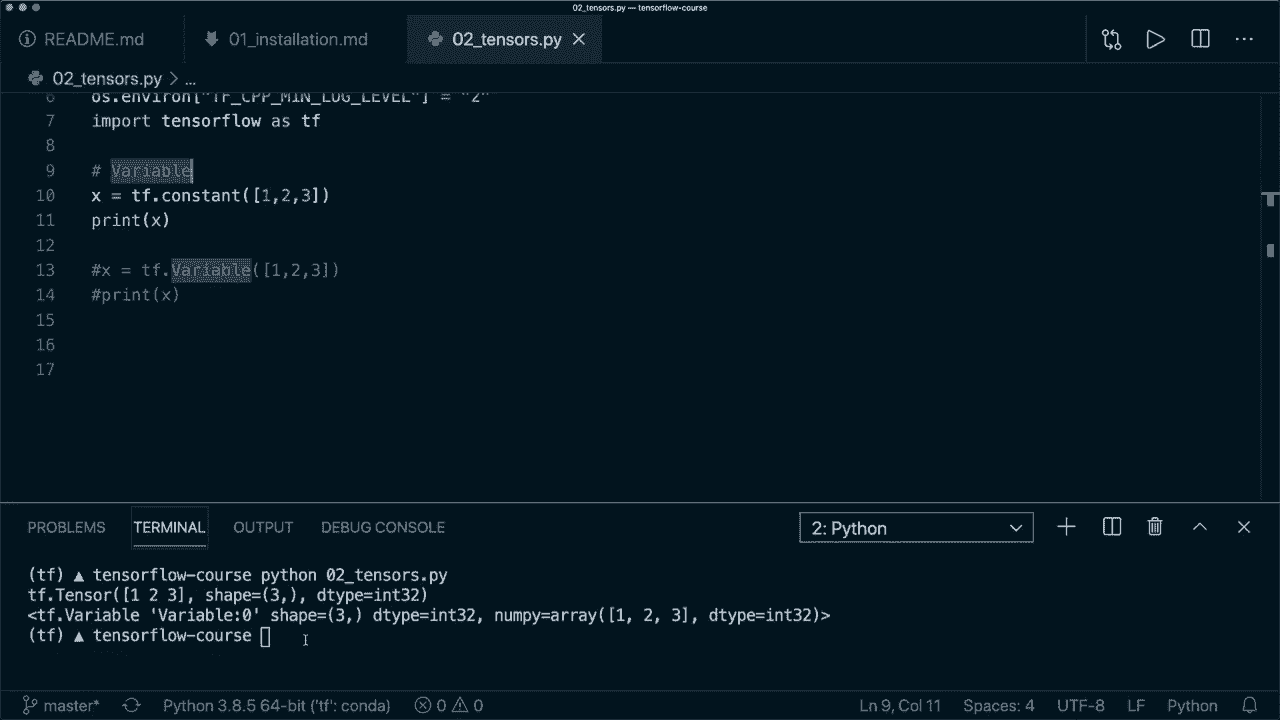 02_tensors.py — tensorflow-course
README.md 01_installation.md 02_tensors.py
02_tensors.py > ...
6 os.environ["TF_CPP_MIN_LOG_LEVEL"] = "2"
7 import tensorflow as tf
8
9 # Variable
10 x = tf.constant([1,2,3])
11 print(x)
12
13 #x = tf.Variable([1,2,3])
14 #print(x)
15
16
17
PROBLEMS TERMINAL OUTPUT DEBUG CONSOLE 2: Python
(tf) ▲ tensorflow-course python 02_tensors.py
tf.Tensor([1 2 3], shape=(3,), dtype=int32)
<tf.Variable 'Variable:0' shape=(3,) dtype=int32, numpy=array([1, 2, 3], dtype=int32)>
(tf) ▲ tensorflow-course
master* Python 3.8.5 64-bit ('tf': conda) 0 0 Ln 9, Col 11 Spaces: 4 UTF-8 LF Python